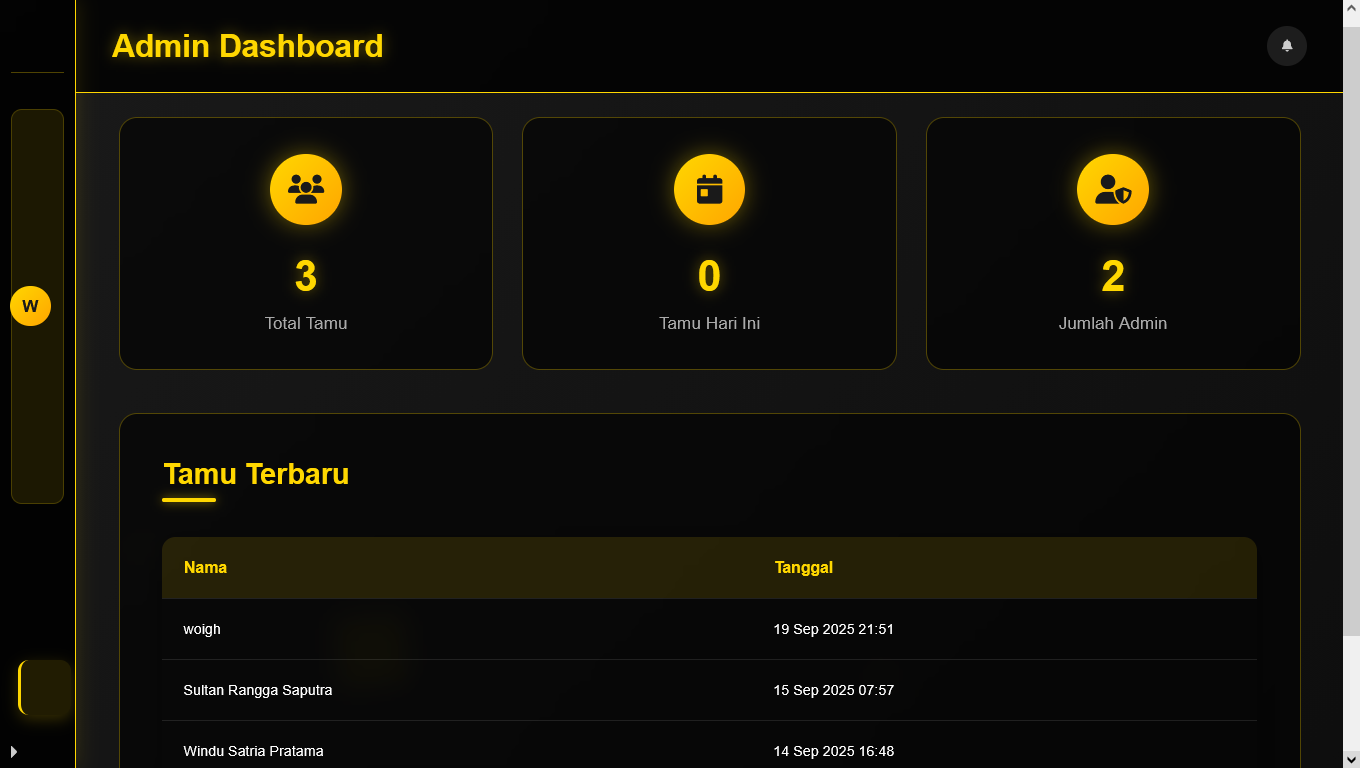 Admin Dashboard
W
3
Total Tamu
0
Tamu Hari Ini
2
Jumlah Admin
Tamu Terbaru
Nama Tanggal
woigh 19 Sep 2025 21:51
Sultan Rangga Saputra 15 Sep 2025 07:57
Windu Satria Pratama 14 Sep 2025 16:48